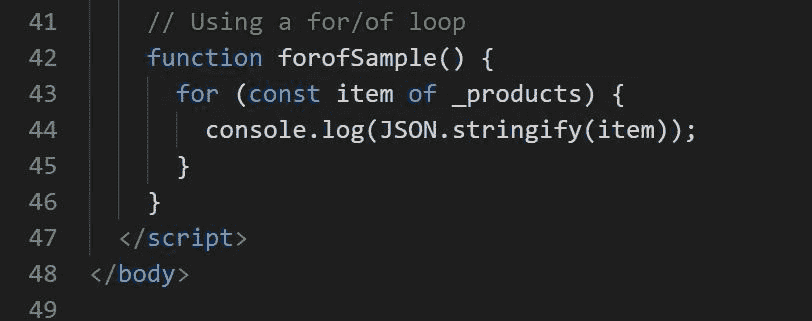 41 // Using a for/of loop
42 function forofSample() {
43 for (const item of _products) {
44 console.log(JSON.stringify(item));
45 }
46 }
47 </script>
48 </body>
49